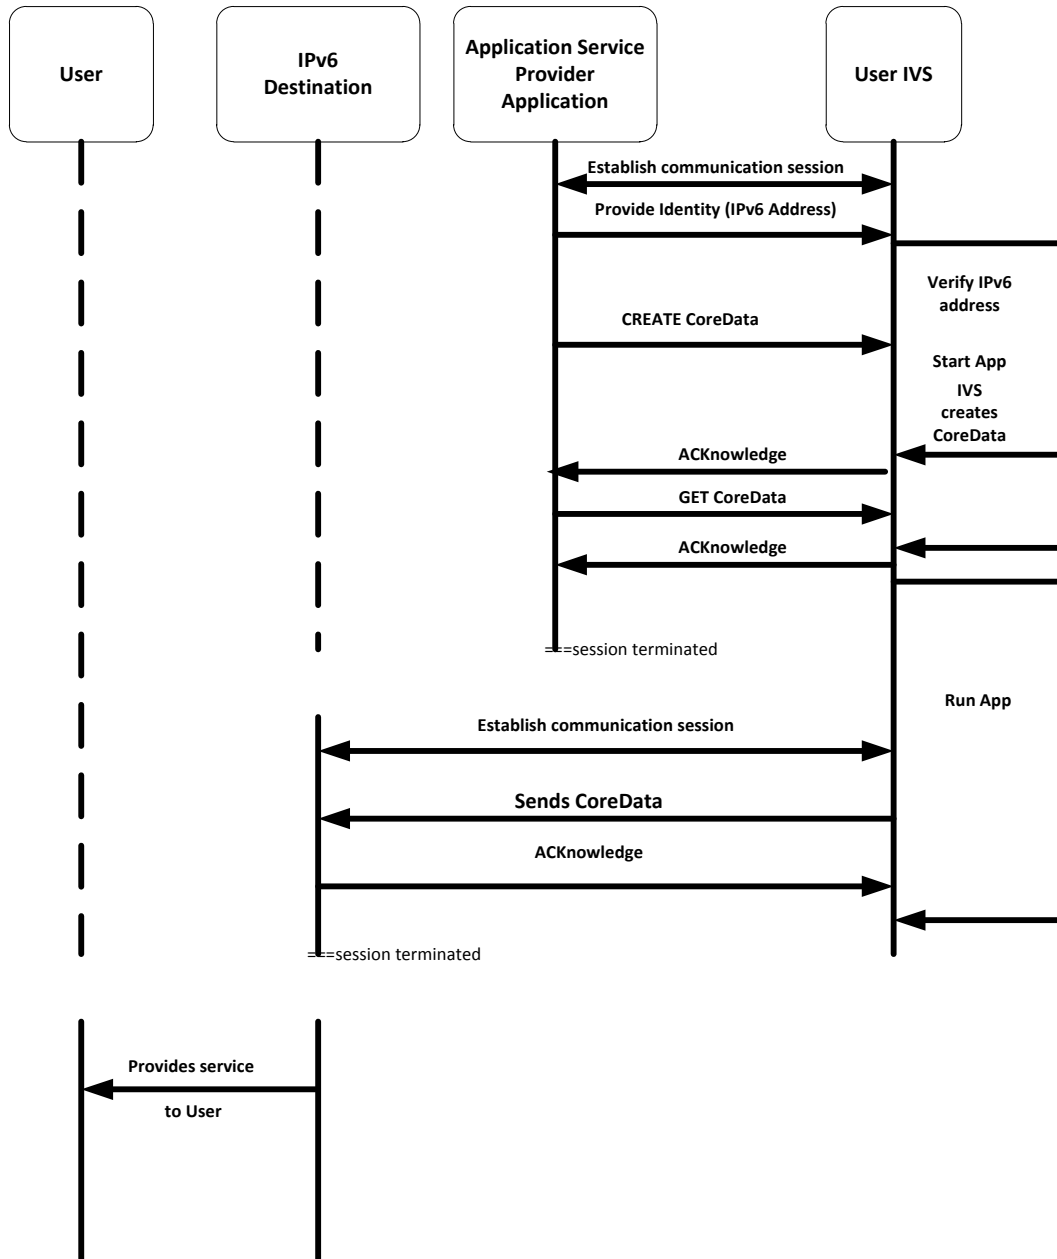 User
IPv6
Destination
Application Service
Provider
Application
User IVS
Establish communication session
Provide Identity (IPv6 Address)
Verify IPv6
address
CREATE CoreData
Start App
IVS
creates
CoreData
ACKnowledge
GET CoreData
ACKnowledge
===session terminated
Run App
Establish communication session
Sends CoreData
ACKnowledge
===session terminated
Provides service
to User